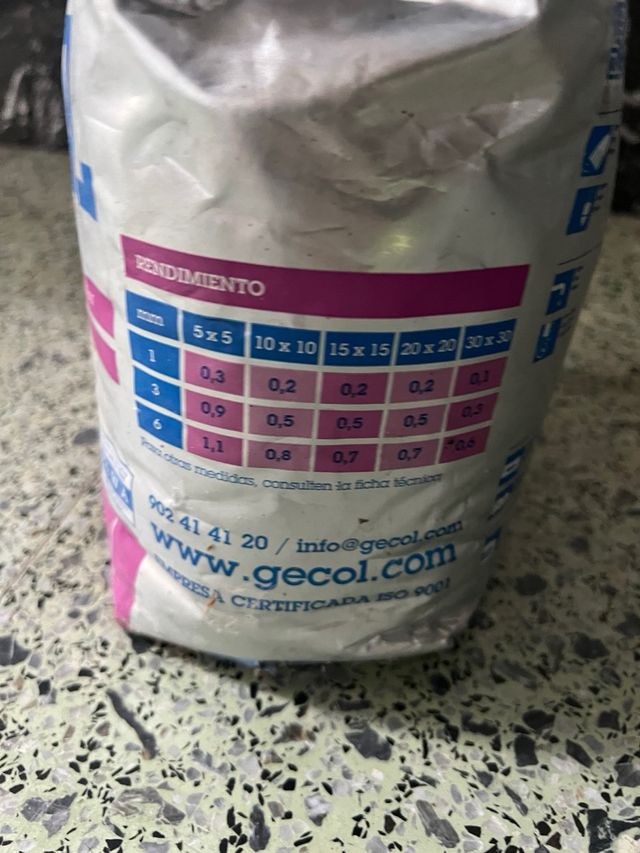 RENDIMIENTO
mm 5 x 5 10 x 10 15 x 15 20 x 20 30 x 30
1 0,3 0,2 0,2 0,2 0,1
3 0,9 0,5 0,5 0,5 0,3
6 1,1 0,8 0,7 0,7 0,6
Para otras medidas, consulten la ficha técnica
902 41 41 20 / info@gecol.com
www.gecol.com
EMPRESA CERTIFICADA ISO 9001